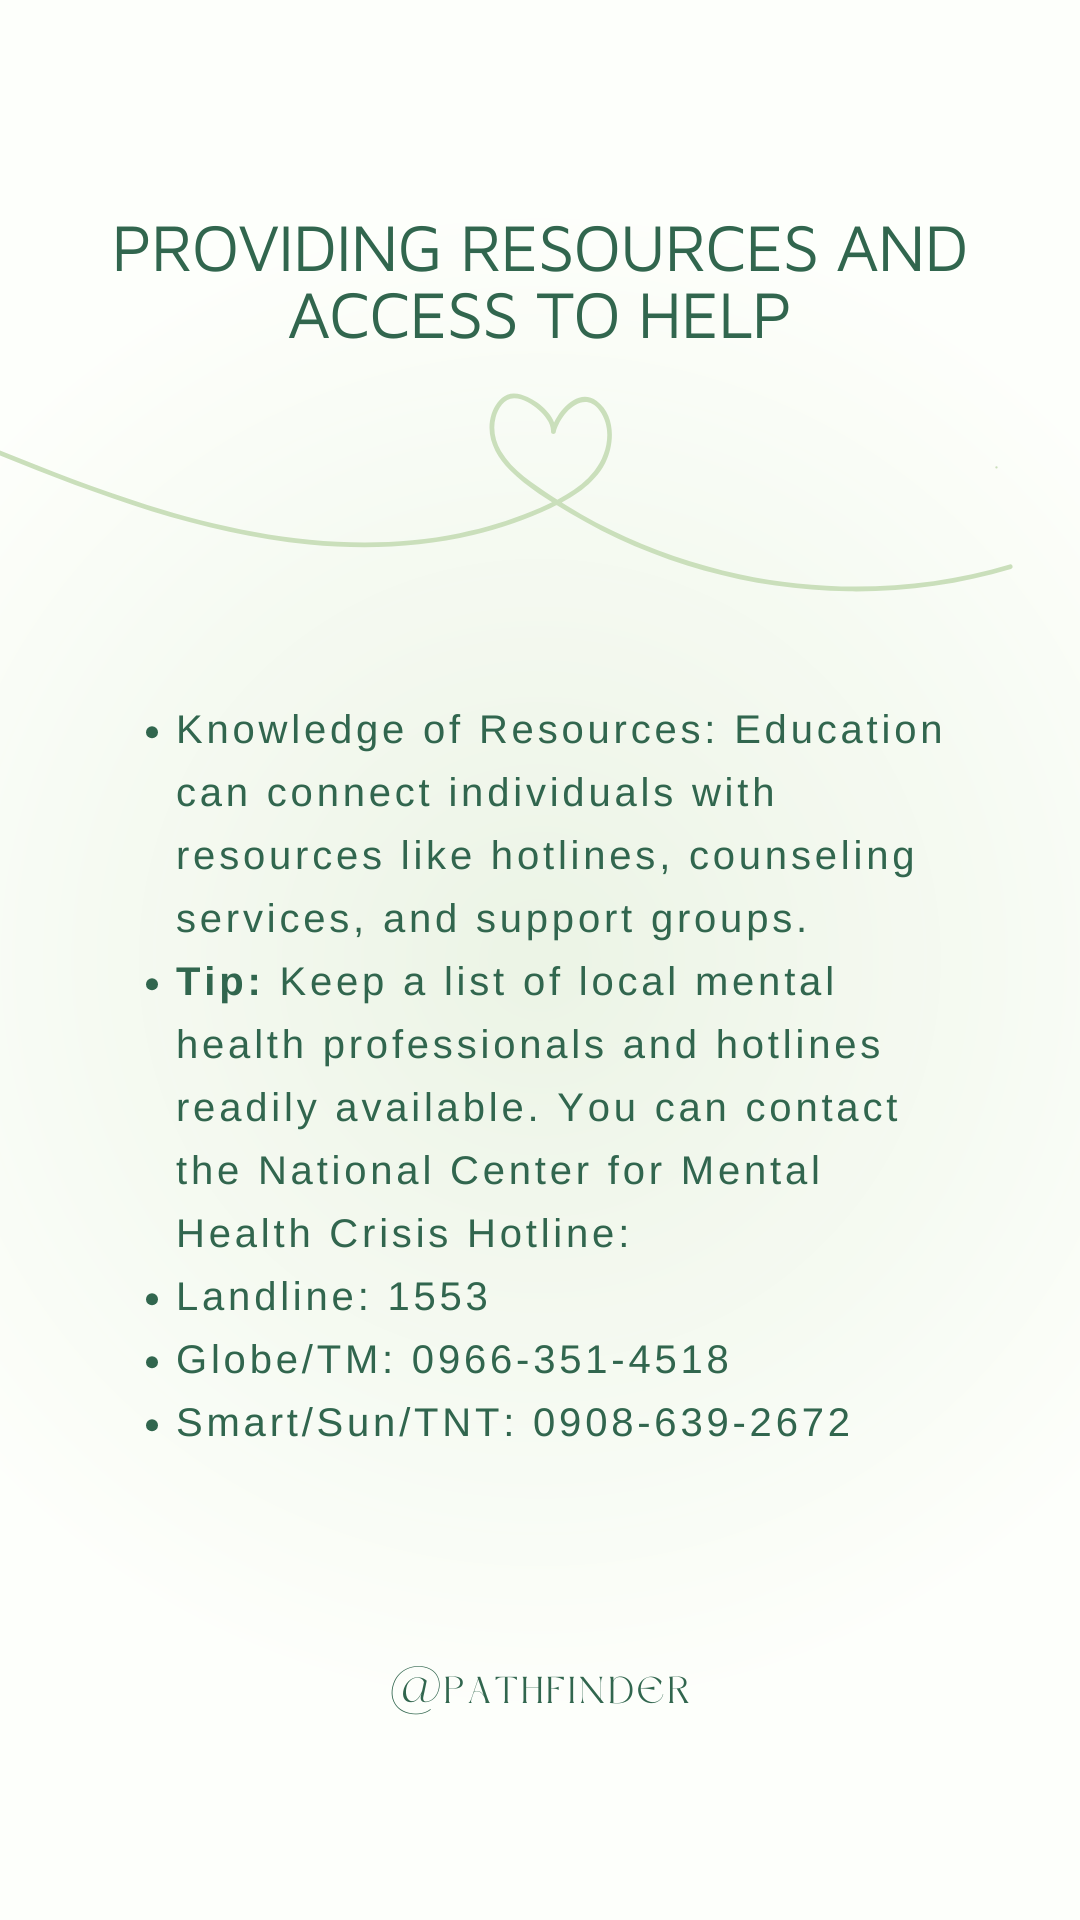 PROVIDING RESOURCES AND
ACCESS TO HELP
• Knowledge of Resources: Education
can connect individuals with
resources like hotlines, counseling
services, and support groups.
• Tip: Keep a list of local mental
health professionals and hotlines
readily available. You can contact
the National Center for Mental
Health Crisis Hotline:
• Landline: 1553
• Globe/TM: 0966-351-4518
• Smart/Sun/TNT: 0908-639-2672
@PATHFINDER